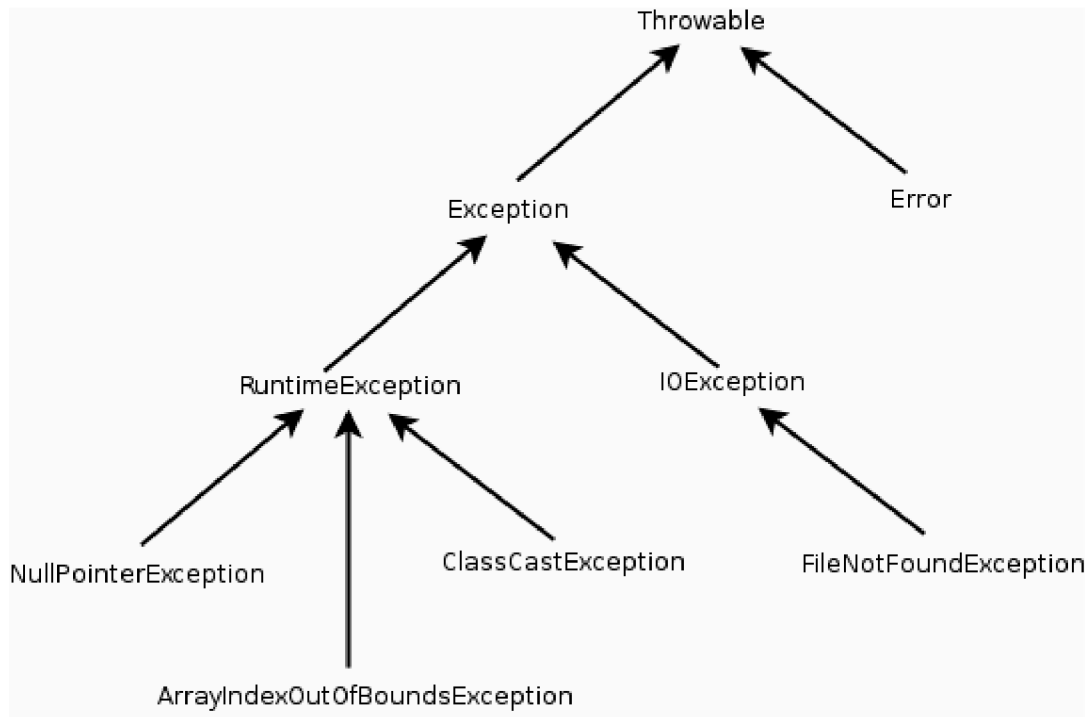 Throwable
Exception
Error
RuntimeException
IOException
NullPointerException
ClassCastException
FileNotFoundException
ArrayIndexOutOfBoundsException